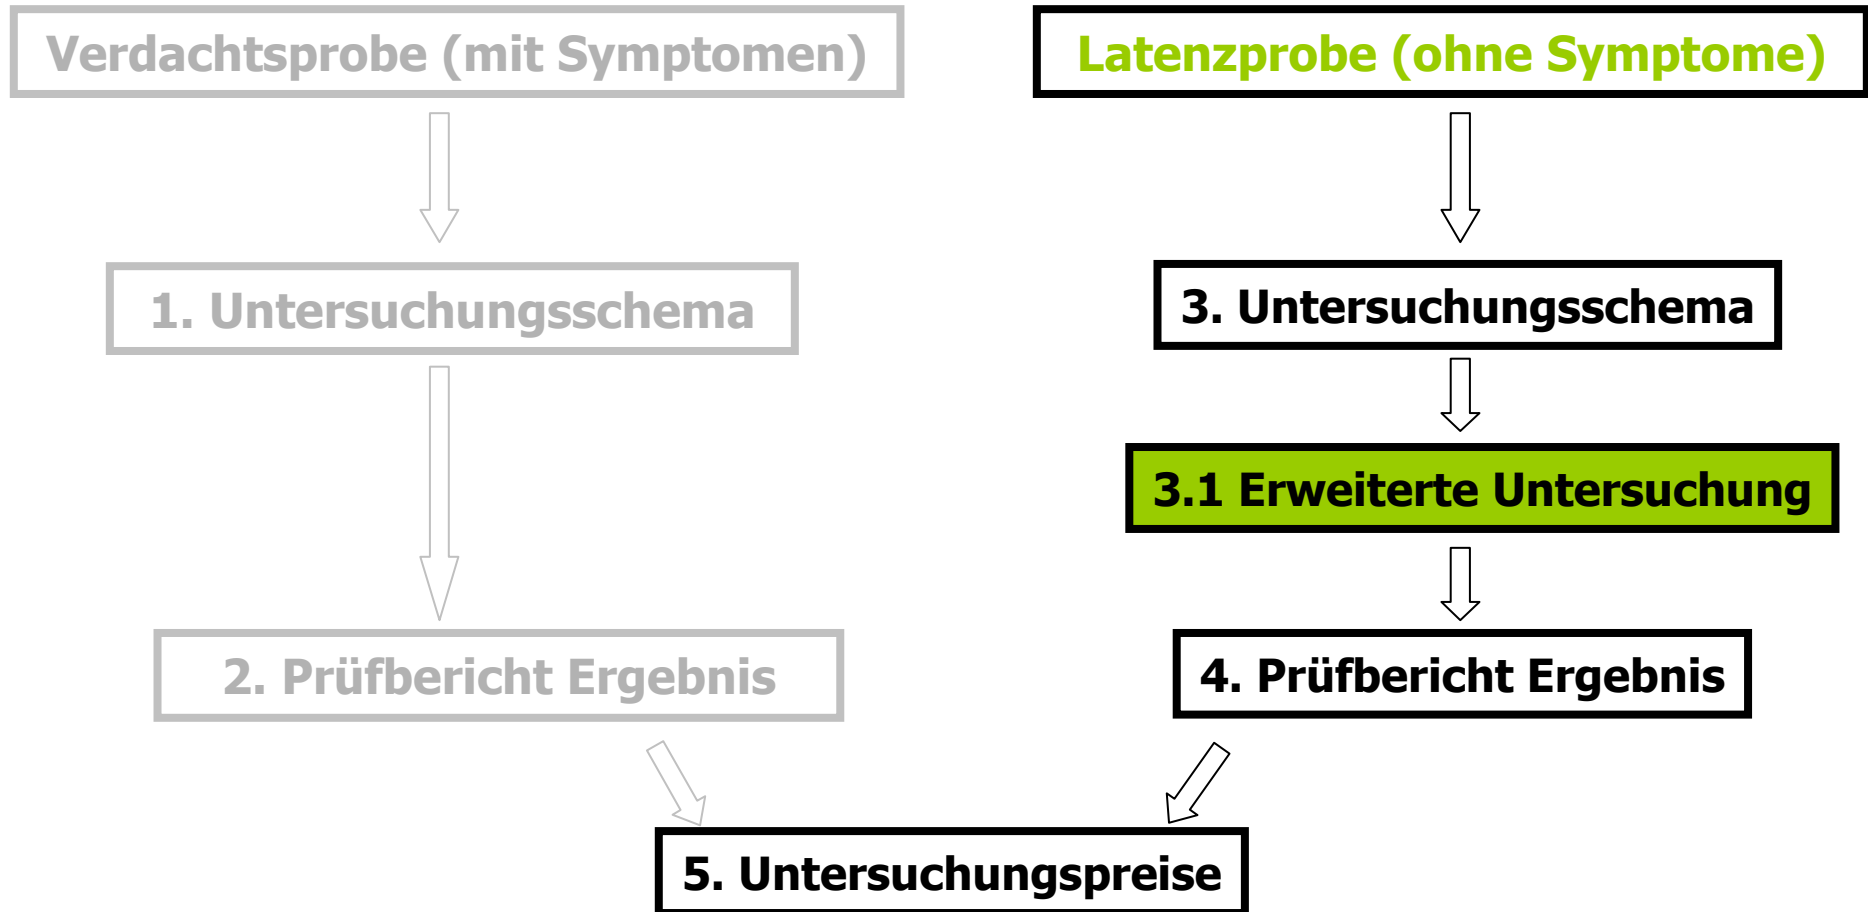 Verdachtsprobe (mit Symptomen)
Latenzprobe (ohne Symptome)
1. Untersuchungsschema
3. Untersuchungsschema
3.1 Erweiterte Untersuchung
2. Prüfbericht Ergebnis
4. Prüfbericht Ergebnis
5. Untersuchungspreise